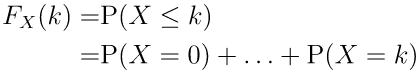 F_X(k) = P(X ≤ k)
= P(X = 0) + … + P(X = k)